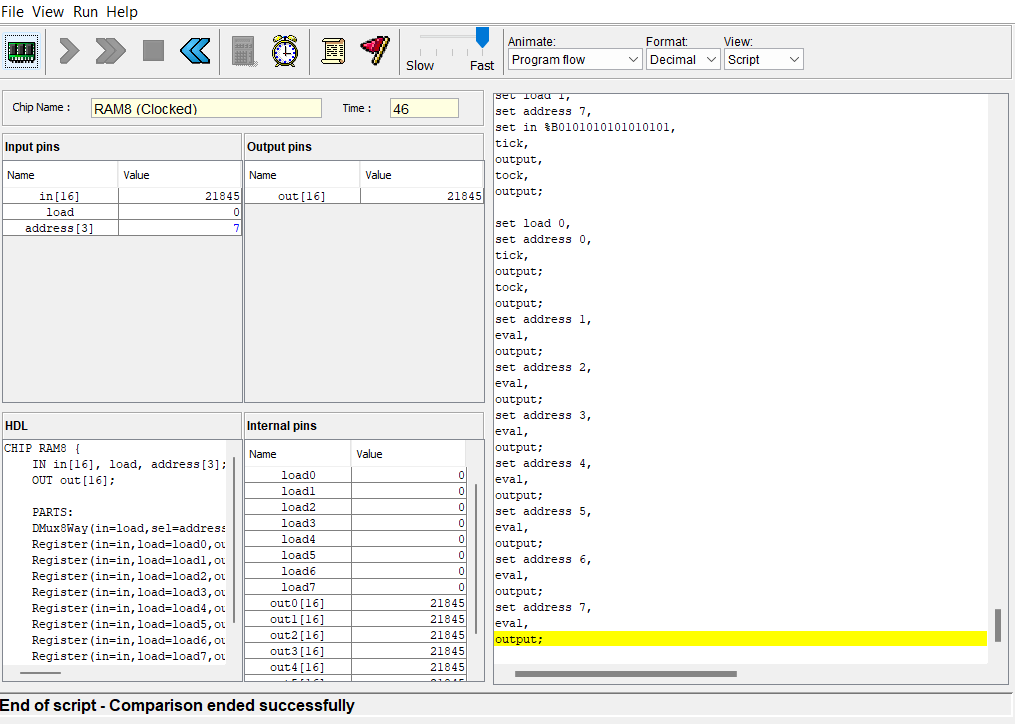 File View Run Help
Slow Fast
Animate: Format: View:
Program flow Decimal Script
Chip Name : RAM8 (Clocked) Time : 46
Input pins
Name Value
in[16] 21845
load 0
address[3] 7
Output pins
Name Value
out[16] 21845
HDL
CHIP RAM8 {
IN in[16], load, address[3];
OUT out[16];
PARTS:
DMux8Way(in=load,sel=address
Register(in=in,load=load0,ou
Register(in=in,load=load1,ou
Register(in=in,load=load2,ou
Register(in=in,load=load3,ou
Register(in=in,load=load4,ou
Register(in=in,load=load5,ou
Register(in=in,load=load6,ou
Register(in=in,load=load7,ou
Internal pins
Name Value
load0 0
load1 0
load2 0
load3 0
load4 0
load5 0
load6 0
load7 0
out0[16] 21845
out1[16] 21845
out2[16] 21845
out3[16] 21845
out4[16] 21845
set load 1,
set address 7,
set in %B0101010101010101,
tick,
output,
tock,
output;
set load 0,
set address 0,
tick,
output;
tock,
output;
set address 1,
eval,
output;
set address 2,
eval,
output;
set address 3,
eval,
output;
set address 4,
eval,
output;
set address 5,
eval,
output;
set address 6,
eval,
output;
set address 7,
eval,
output;
End of script - Comparison ended successfully